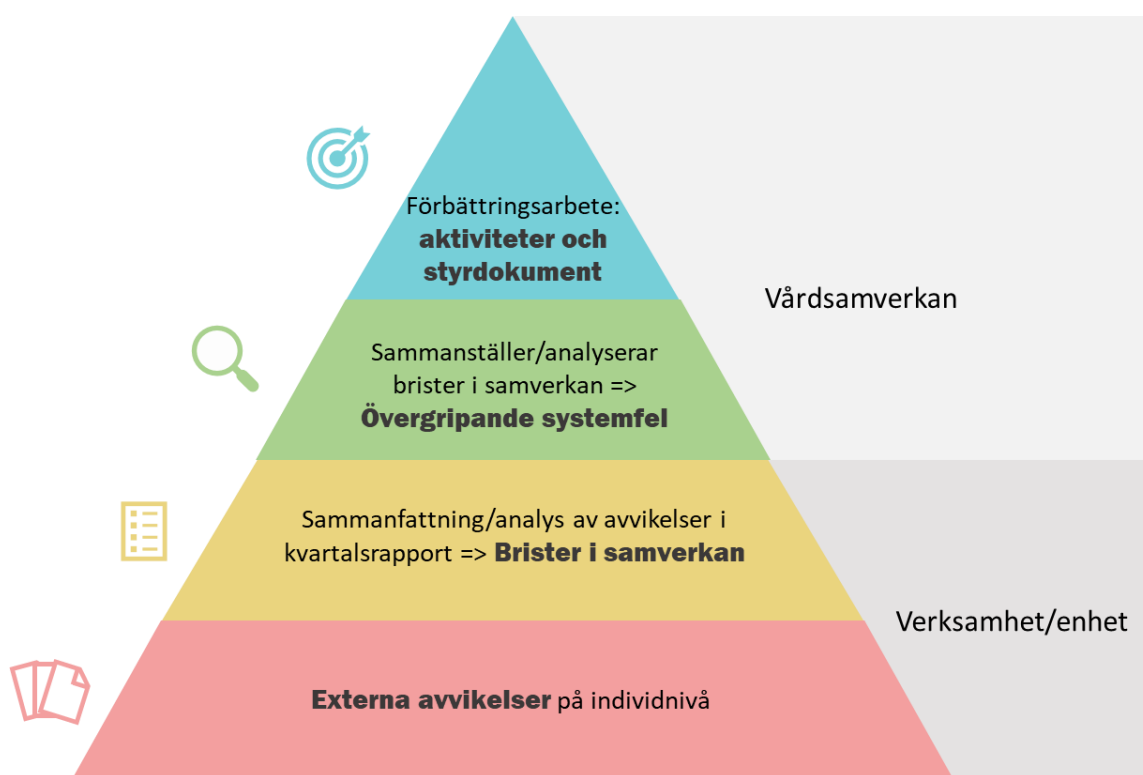 Förbättringsarbete:
aktiviteter och
styrdokument
Vårdsamverkan
Sammanställer/analyserar
brister i samverkan =>
Övergripande systemfel
Sammanfattning/analys av avvikelser i
kvartalsrapport => Brister i samverkan
Verksamhet/enhet
Externa avvikelser på individnivå